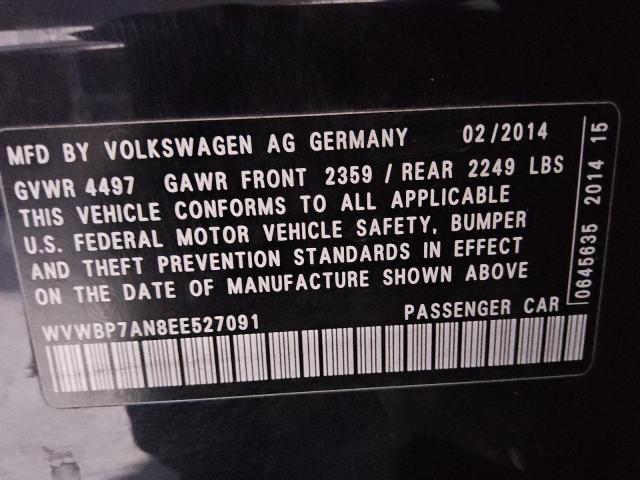 MFD BY VOLKSWAGEN AG GERMANY 02/2014
GVWR 4497 GAWR FRONT 2359 / REAR 2249 LBS
THIS VEHICLE CONFORMS TO ALL APPLICABLE
U.S. FEDERAL MOTOR VEHICLE SAFETY, BUMPER
AND THEFT PREVENTION STANDARDS IN EFFECT
ON THE DATE OF MANUFACTURE SHOWN ABOVE
WVWBP7AN8EE527091 PASSENGER CAR
0645635 2014 15